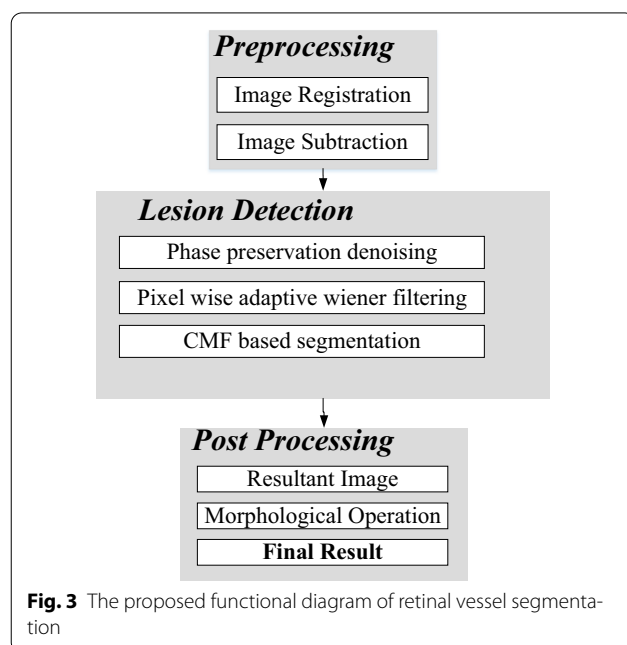 Preprocessing
Image Registration
Image Subtraction
Lesion Detection
Phase preservation denoising
Pixel wise adaptive wiener filtering
CMF based segmentation
Post Processing
Resultant Image
Morphological Operation
Final Result
Fig. 3 The proposed functional diagram of retinal vessel segmenta-
tion